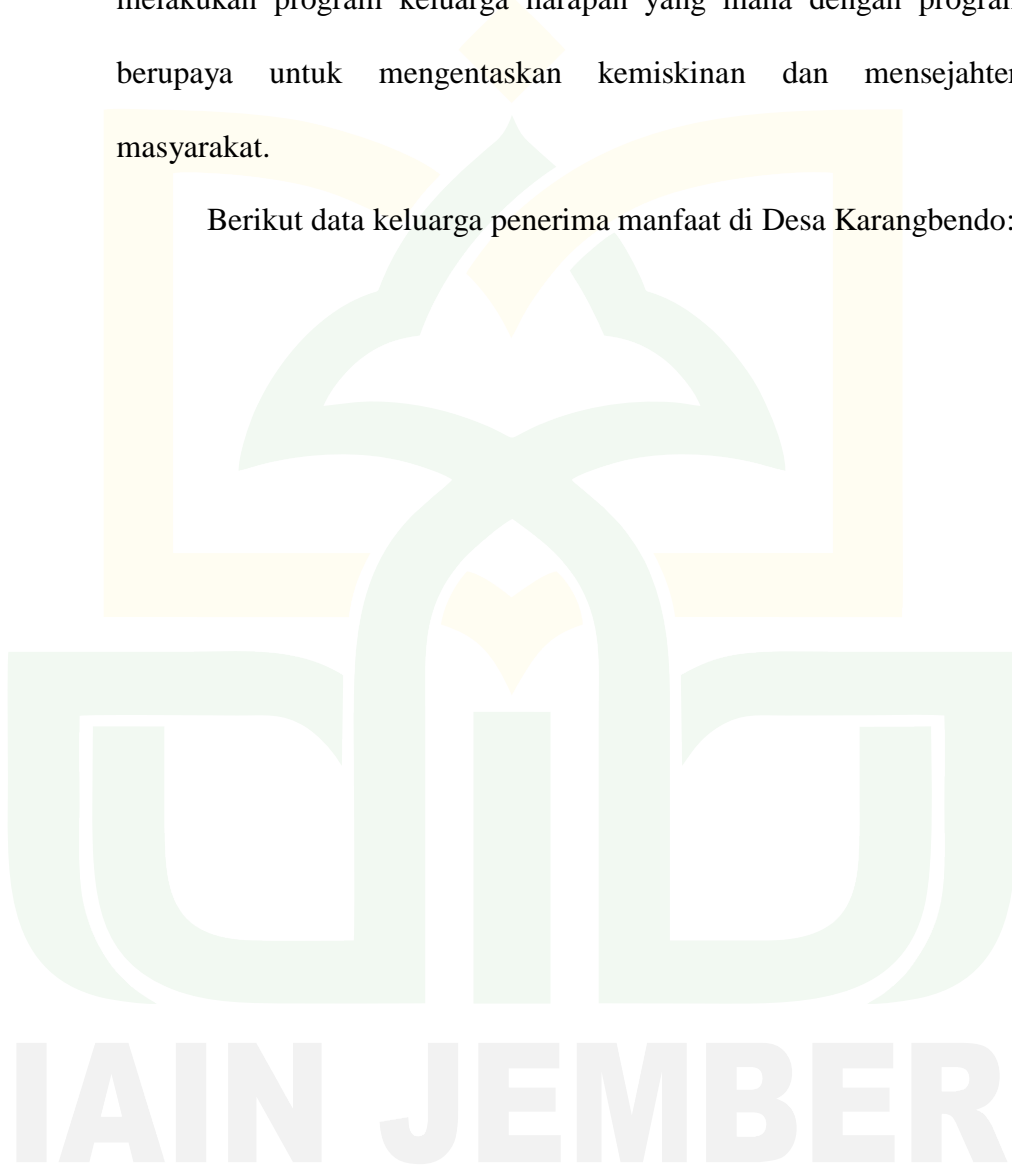 melakukan program keluarga harapan yang mana dengan program
berupaya untuk mengentaskan kemiskinan dan mensejahter
masyarakat.
Berikut data keluarga penerima manfaat di Desa Karangbendo:
IAIN JEMBER